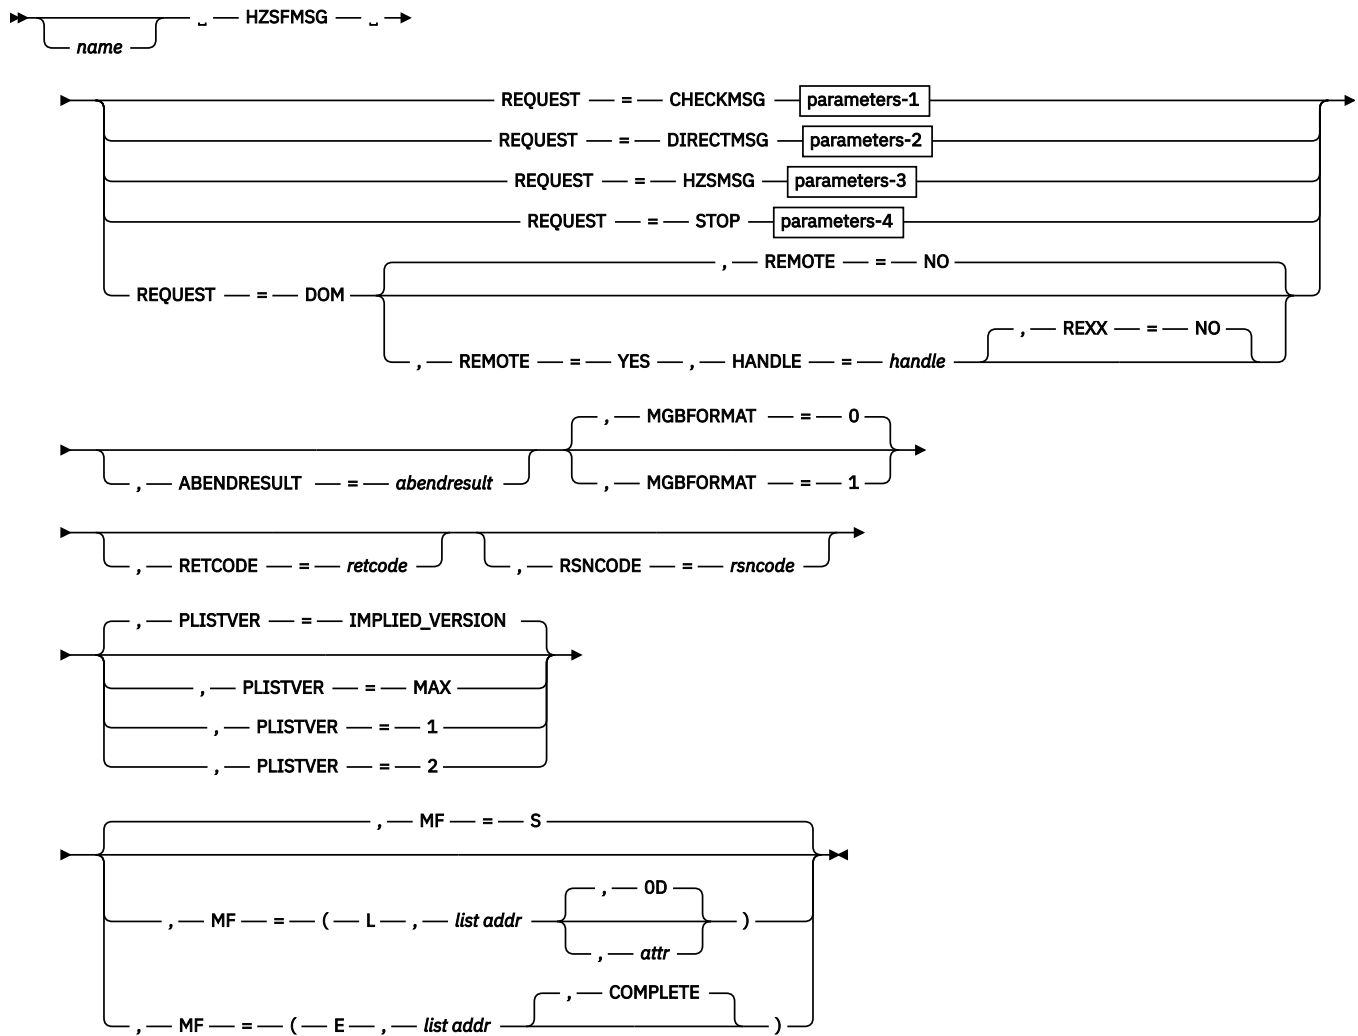 ␣ HZSFMSG ␣
name
REQUEST = CHECKMSG parameters-1
REQUEST = DIRECTMSG parameters-2
REQUEST = HZSMSG parameters-3
REQUEST = STOP parameters-4
, REMOTE = NO
REQUEST = DOM
, REXX = NO
, REMOTE = YES , HANDLE = handle
, MGBFORMAT = 0
, ABENDRESULT = abendresult , MGBFORMAT = 1
, RETCODE = retcode , RSNCODE = rsncode
, PLISTVER = IMPLIED_VERSION
, PLISTVER = MAX
, PLISTVER = 1
, PLISTVER = 2
, MF = S
, 0D
, MF = ( L , list addr )
, attr
, COMPLETE
, MF = ( E , list addr )